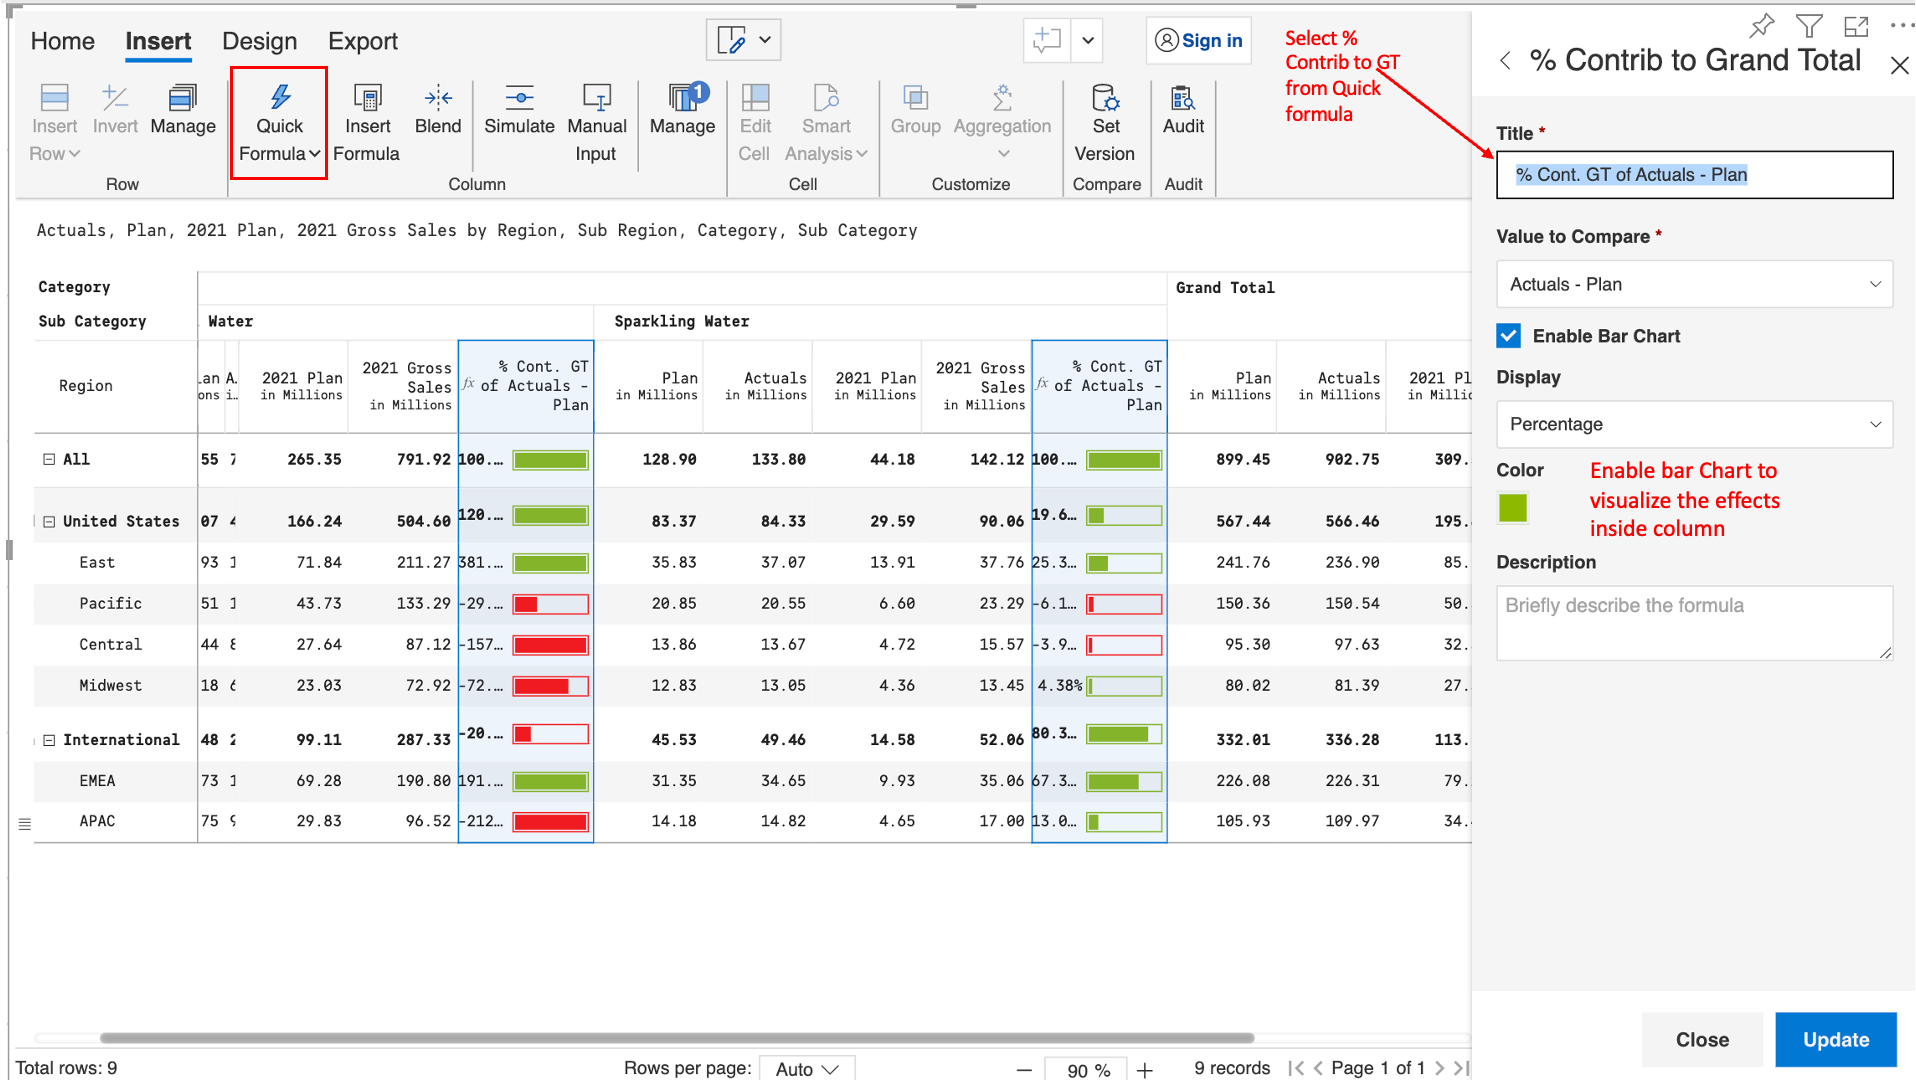 Home Insert Design Export
Sign in
Insert Row
Invert
Manage
Quick Formula
Insert Formula
Blend
Simulate
Manual Input
Manage 1
Edit Cell
Smart Analysis
Group
Aggregation
Set Version
Audit
Row Column Cell Customize Compare Audit
Select %
Contrib to GT
from Quick
formula
Actuals, Plan, 2021 Plan, 2021 Gross Sales by Region, Sub Region, Category, Sub Category
Category Grand Total
Sub Category Water Sparkling Water
Region
2021 Plan in Millions
2021 Gross Sales in Millions
fx % Cont. GT of Actuals - Plan
Plan in Millions
Actuals in Millions
2021 Plan in Millions
2021 Gross Sales in Millions
fx % Cont. GT of Actuals - Plan
Plan in Millions
Actuals in Millions
All 55 265.35 791.92 100.... 128.90 133.80 44.18 142.12 100.... 899.45 902.75 309.
United States 07 166.24 504.60 120.... 83.37 84.33 29.59 90.06 19.6... 567.44 566.46 195.
East 93 71.84 211.27 381.... 35.83 37.07 13.91 37.76 25.3... 241.76 236.90 85.
Pacific 51 43.73 133.29 -29.... 20.85 20.55 6.60 23.29 -6.1... 150.36 150.54 50.
Central 44 27.64 87.12 -157... 13.86 13.67 4.72 15.57 -3.9... 95.30 97.63 32.
Midwest 18 23.03 72.92 -72.... 12.83 13.05 4.36 13.45 4.38% 80.02 81.39 27.
International 48 99.11 287.33 -20.... 45.53 49.46 14.58 52.06 80.3... 332.01 336.28 113.
EMEA 73 69.28 190.80 191.... 31.35 34.65 9.93 35.06 67.3... 226.08 226.31 79.
APAC 75 29.83 96.52 -212... 14.18 14.82 4.65 17.00 13.0... 105.93 109.97 34.
Total rows: 9 Rows per page: Auto 90 % 9 records Page 1 of 1
% Contrib to Grand Total
Title *
% Cont. GT of Actuals - Plan
Value to Compare *
Actuals - Plan
Enable Bar Chart
Display
Percentage
Color
Enable bar Chart to
visualize the effects
inside column
Description
Briefly describe the formula
Close Update